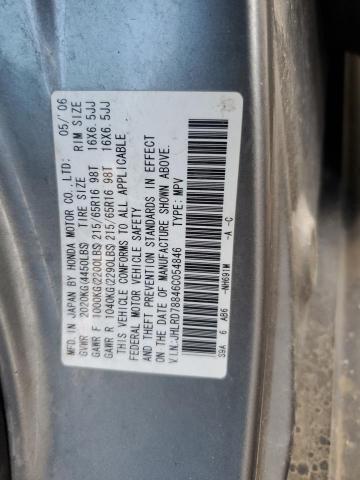 MFD. IN JAPAN BY HONDA MOTOR CO., LTD: 05/'06
GVWR 2020KG(4450LBS) TIRE SIZE RIM SIZE
GAWR F 1000KG(2200LBS) 215/65R16 98T 16X6.5JJ
GAWR R 1040KG(2290LBS) 215/65R16 98T 16X6.5JJ
THIS VEHICLE CONFORMS TO ALL APPLICABLE
FEDERAL MOTOR VEHICLE SAFETY
AND THEFT PREVENTION STANDARDS IN EFFECT
ON THE DATE OF MANUFACTURE SHOWN ABOVE.
V.I.N:JHLRD78846C054846 TYPE: MPV
S9A 6 A66 -NH691M -A -C